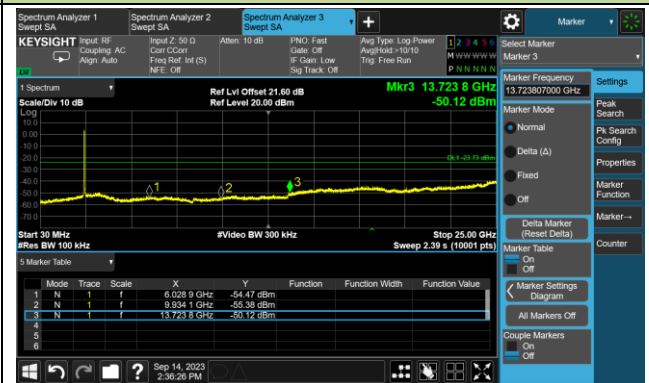 Spectrum Analyzer 1
Swept SA
Spectrum Analyzer 2
Swept SA
Spectrum Analyzer 3
Swept SA
Marker
KEYSIGHT
Input: RF
Coupling: AC
Align: Auto
Input Z: 50 Ω
Corr CCorr
Freq Ref: Int (S)
NFE: Off
Atten: 10 dB
PNO: Fast
Gate: Off
IF Gain: Low
Sig Track: Off
Avg Type: Log-Power
Avg|Hold:>10/10
Trig: Free Run
1 2 3 4 5 6
M W W W W W
P N N N N N
Select Marker
Marker 3
1 Spectrum
Scale/Div 10 dB
Log
Ref Lvl Offset 21.60 dB
Ref Level 20.00 dBm
Mkr3 13.723 8 GHz
-50.12 dBm
10.0
0.00
-10.0
-20.0
-30.0
-40.0
-50.0
-60.0
-70.0
DL1 -23.73 dBm
1
2
3
Start 30 MHz
#Res BW 100 kHz
#Video BW 300 kHz
Stop 25.00 GHz
Sweep 2.39 s (10001 pts)
5 Marker Table
Mode Trace Scale X Y Function Function Width Function Value
1 N 1 f 6.028 9 GHz -54.47 dBm
2 N 1 f 9.934 1 GHz -55.38 dBm
3 N 1 f 13.723 8 GHz -50.12 dBm
4
5
6
Marker Frequency
13.723807000 GHz
Marker Mode
Normal
Delta (Δ)
Fixed
Off
Delta Marker
(Reset Delta)
Marker Table
On
Off
Marker Settings
Diagram
All Markers Off
Couple Markers
On
Off
Settings
Peak
Search
Pk Search
Config
Properties
Marker
Function
Marker→
Counter
Sep 14, 2023
2:36:26 PM